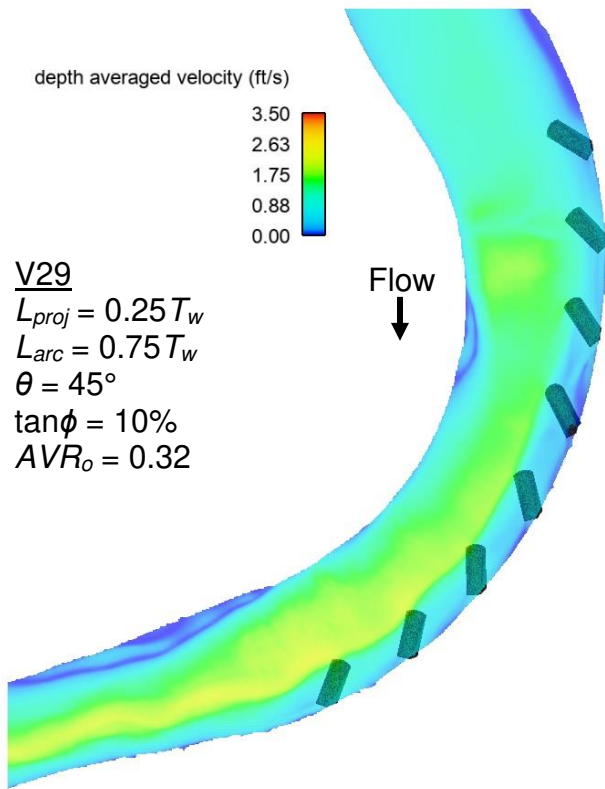 depth averaged velocity (ft/s)
3.50
2.63
1.75
0.88
0.00
Flow
V29
Lproj = 0.25Tw
Larc = 0.75Tw
θ = 45°
tanϕ = 10%
AVRo = 0.32